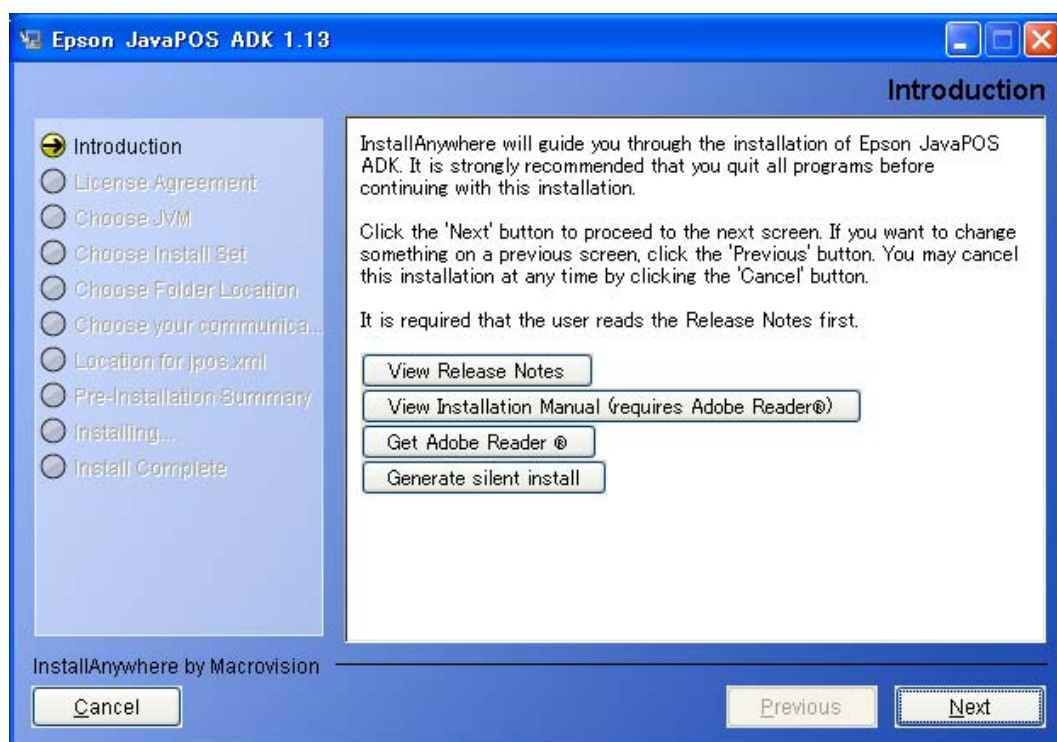 Epson JavaPOS ADK 1.13
Introduction
Introduction
License Agreement
Choose JVM
Choose Install Set
Choose Folder Location
Choose your communica...
Location for jpos.xml
Pre-Installation Summary
Installing...
Install Complete
InstallAnywhere will guide you through the installation of Epson JavaPOS
ADK. It is strongly recommended that you quit all programs before
continuing with this installation.
Click the 'Next' button to proceed to the next screen. If you want to change
something on a previous screen, click the 'Previous' button. You may cancel
this installation at any time by clicking the 'Cancel' button.
It is required that the user reads the Release Notes first.
View Release Notes
View Installation Manual (requires Adobe Reader®)
Get Adobe Reader ®
Generate silent install
InstallAnywhere by Macrovision
Cancel
Previous
Next